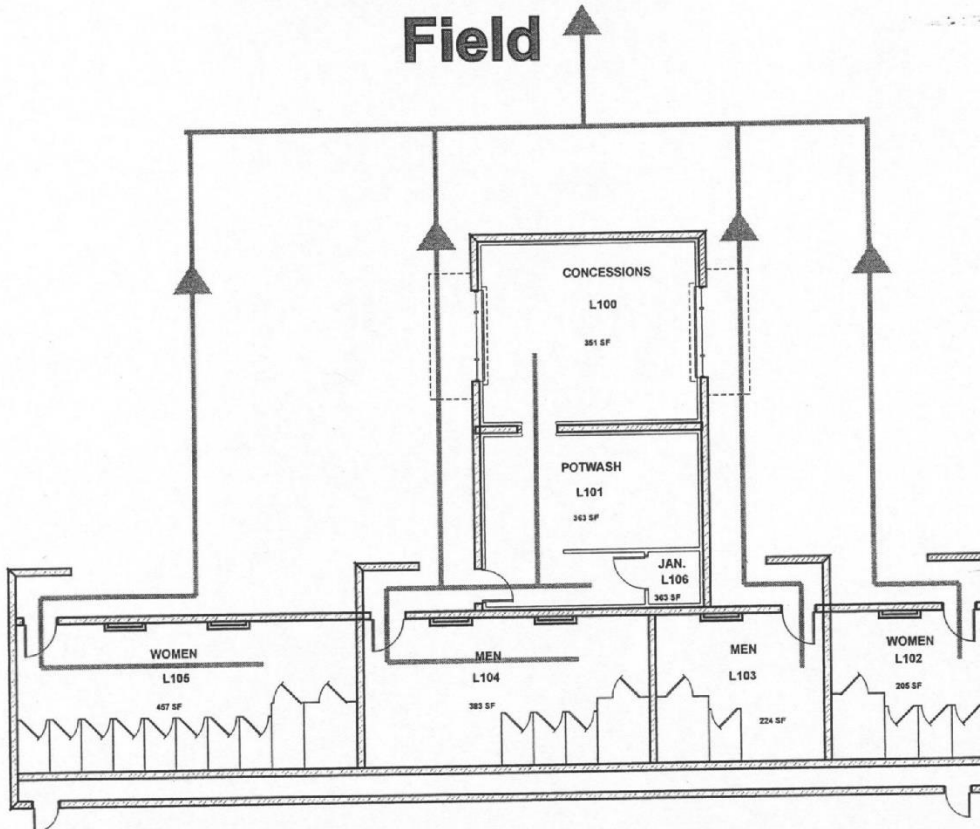 Field
CONCESSIONS
L100
351 SF
POTWASH
L101
363 SF
JAN.
L106
363 SF
WOMEN
L105
457 SF
MEN
L104
383 SF
MEN
L103
224 SF
WOMEN
L102
205 SF